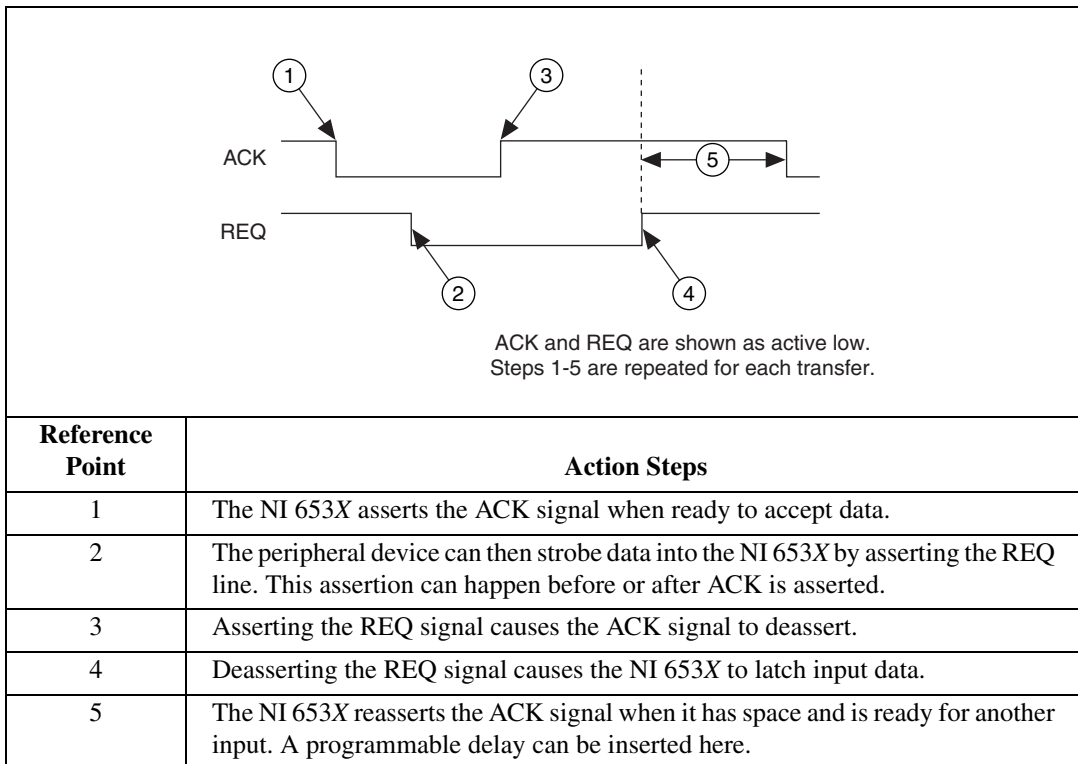 1
3
ACK
5
REQ
2
4
ACK and REQ are shown as active low.
Steps 1-5 are repeated for each transfer.
Reference
Point
Action Steps
1
The NI 653X asserts the ACK signal when ready to accept data.
2
The peripheral device can then strobe data into the NI 653X by asserting the REQ
line. This assertion can happen before or after ACK is asserted.
3
Asserting the REQ signal causes the ACK signal to deassert.
4
Deasserting the REQ signal causes the NI 653X to latch input data.
5
The NI 653X reasserts the ACK signal when it has space and is ready for another
input. A programmable delay can be inserted here.